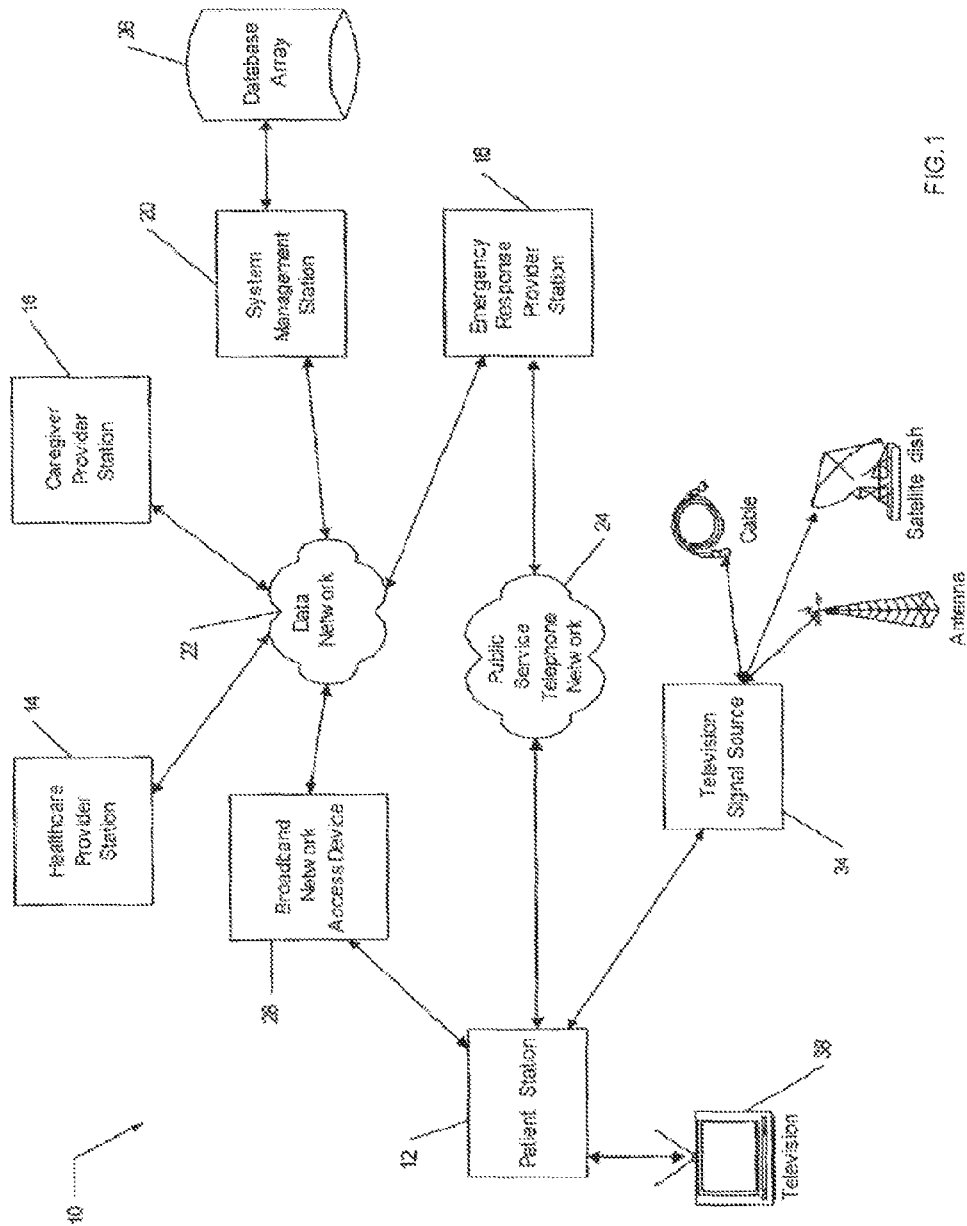 10
14
Healthcare
Provider
Station
16
Caregiver
Provider
Station
36
Database
Array
20
System
Management
Station
22
Data
Network
28
Broadband
Network
Access Device
18
Emergency
Response
Provider
Station
12
Patient Station
Public
Service
Telephone
Network
24
38
Television
34
Television
Signal Source
Cable
Satellite dish
Antenna
FIG.1